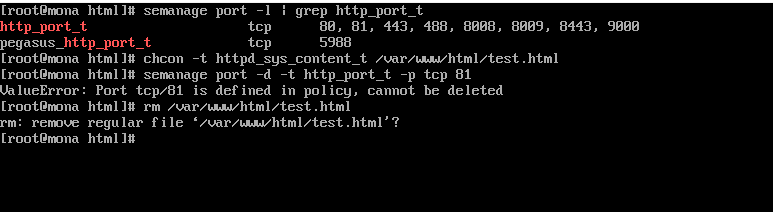 [root@mona html]# semanage port -l | grep http_port_t
http_port_t                    tcp      80, 81, 443, 488, 8008, 8009, 8443, 9000
pegasus_http_port_t            tcp      5988
[root@mona html]# chcon -t httpd_sys_content_t /var/www/html/test.html
[root@mona html]# semanage port -d -t http_port_t -p tcp 81
ValueError: Port tcp/81 is defined in policy, cannot be deleted
[root@mona html]# rm /var/www/html/test.html
rm: remove regular file ‘/var/www/html/test.html’?
[root@mona html]#